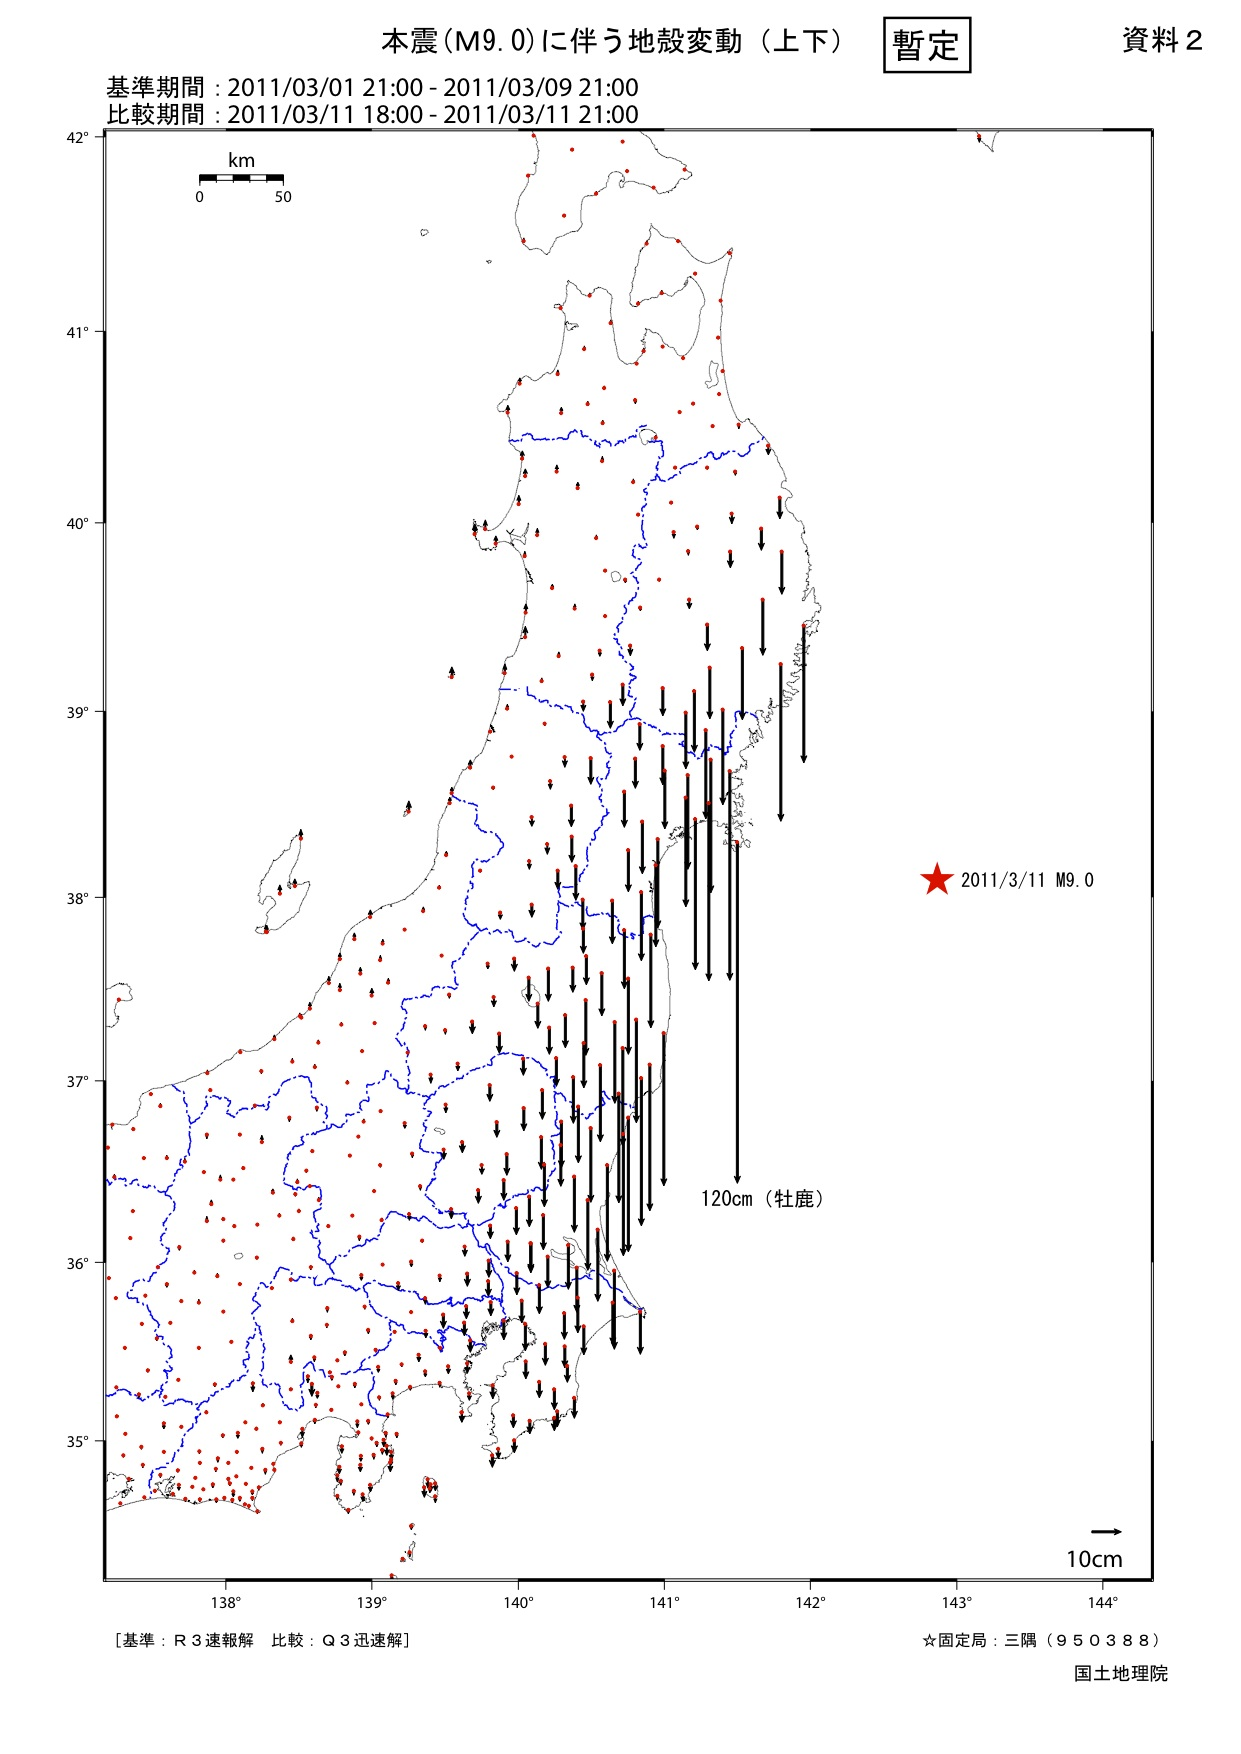 本震(M9.0)に伴う地殻変動（上下） 暫定 資料２
基準期間 : 2011/03/01 21:00 - 2011/03/09 21:00
比較期間 : 2011/03/11 18:00 - 2011/03/11 21:00
42°
km
0 50
41°
40°
39°
38°
2011/3/11 M9.0
37°
120cm（牡鹿）
36°
35°
10cm
138° 139° 140° 141° 142° 143° 144°
［基準：Ｒ３速報解　比較：Ｑ３迅速解］
☆固定局：三隅（９５０３８８）
国土地理院